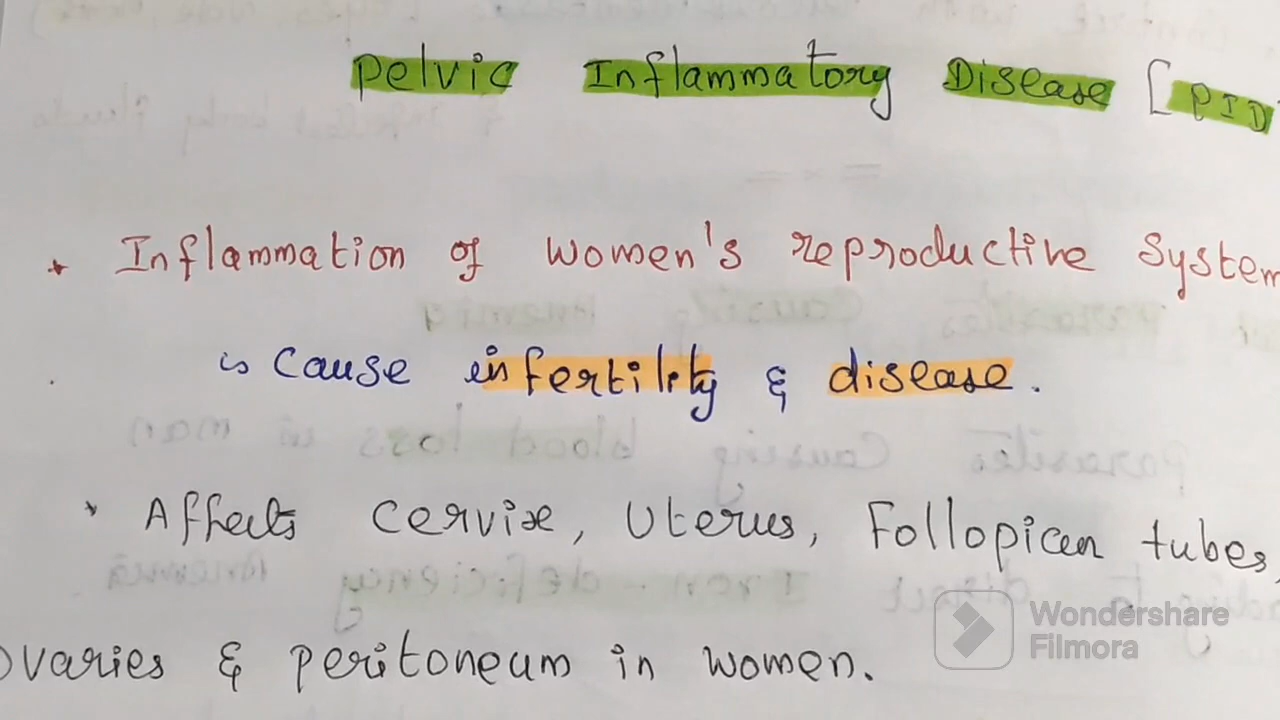 Pelvic Inflammatory Disease [PID
* Inflammation of women's reproductive System
is cause infertility & disease.
* Affects cervix, Uterus, Follopian tubes,
ovaries & peritoneum in women.
Wondershare
Filmora